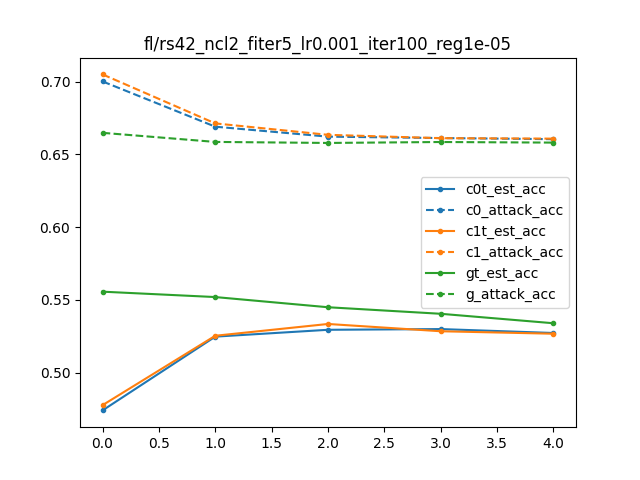 fl/rs42_ncl2_fiter5_lr0.001_iter100_reg1e-05
0.70
0.65
0.60
0.55
0.50
c0t_est_acc
c0_attack_acc
c1t_est_acc
c1_attack_acc
gt_est_acc
g_attack_acc
0.0 0.5 1.0 1.5 2.0 2.5 3.0 3.5 4.0